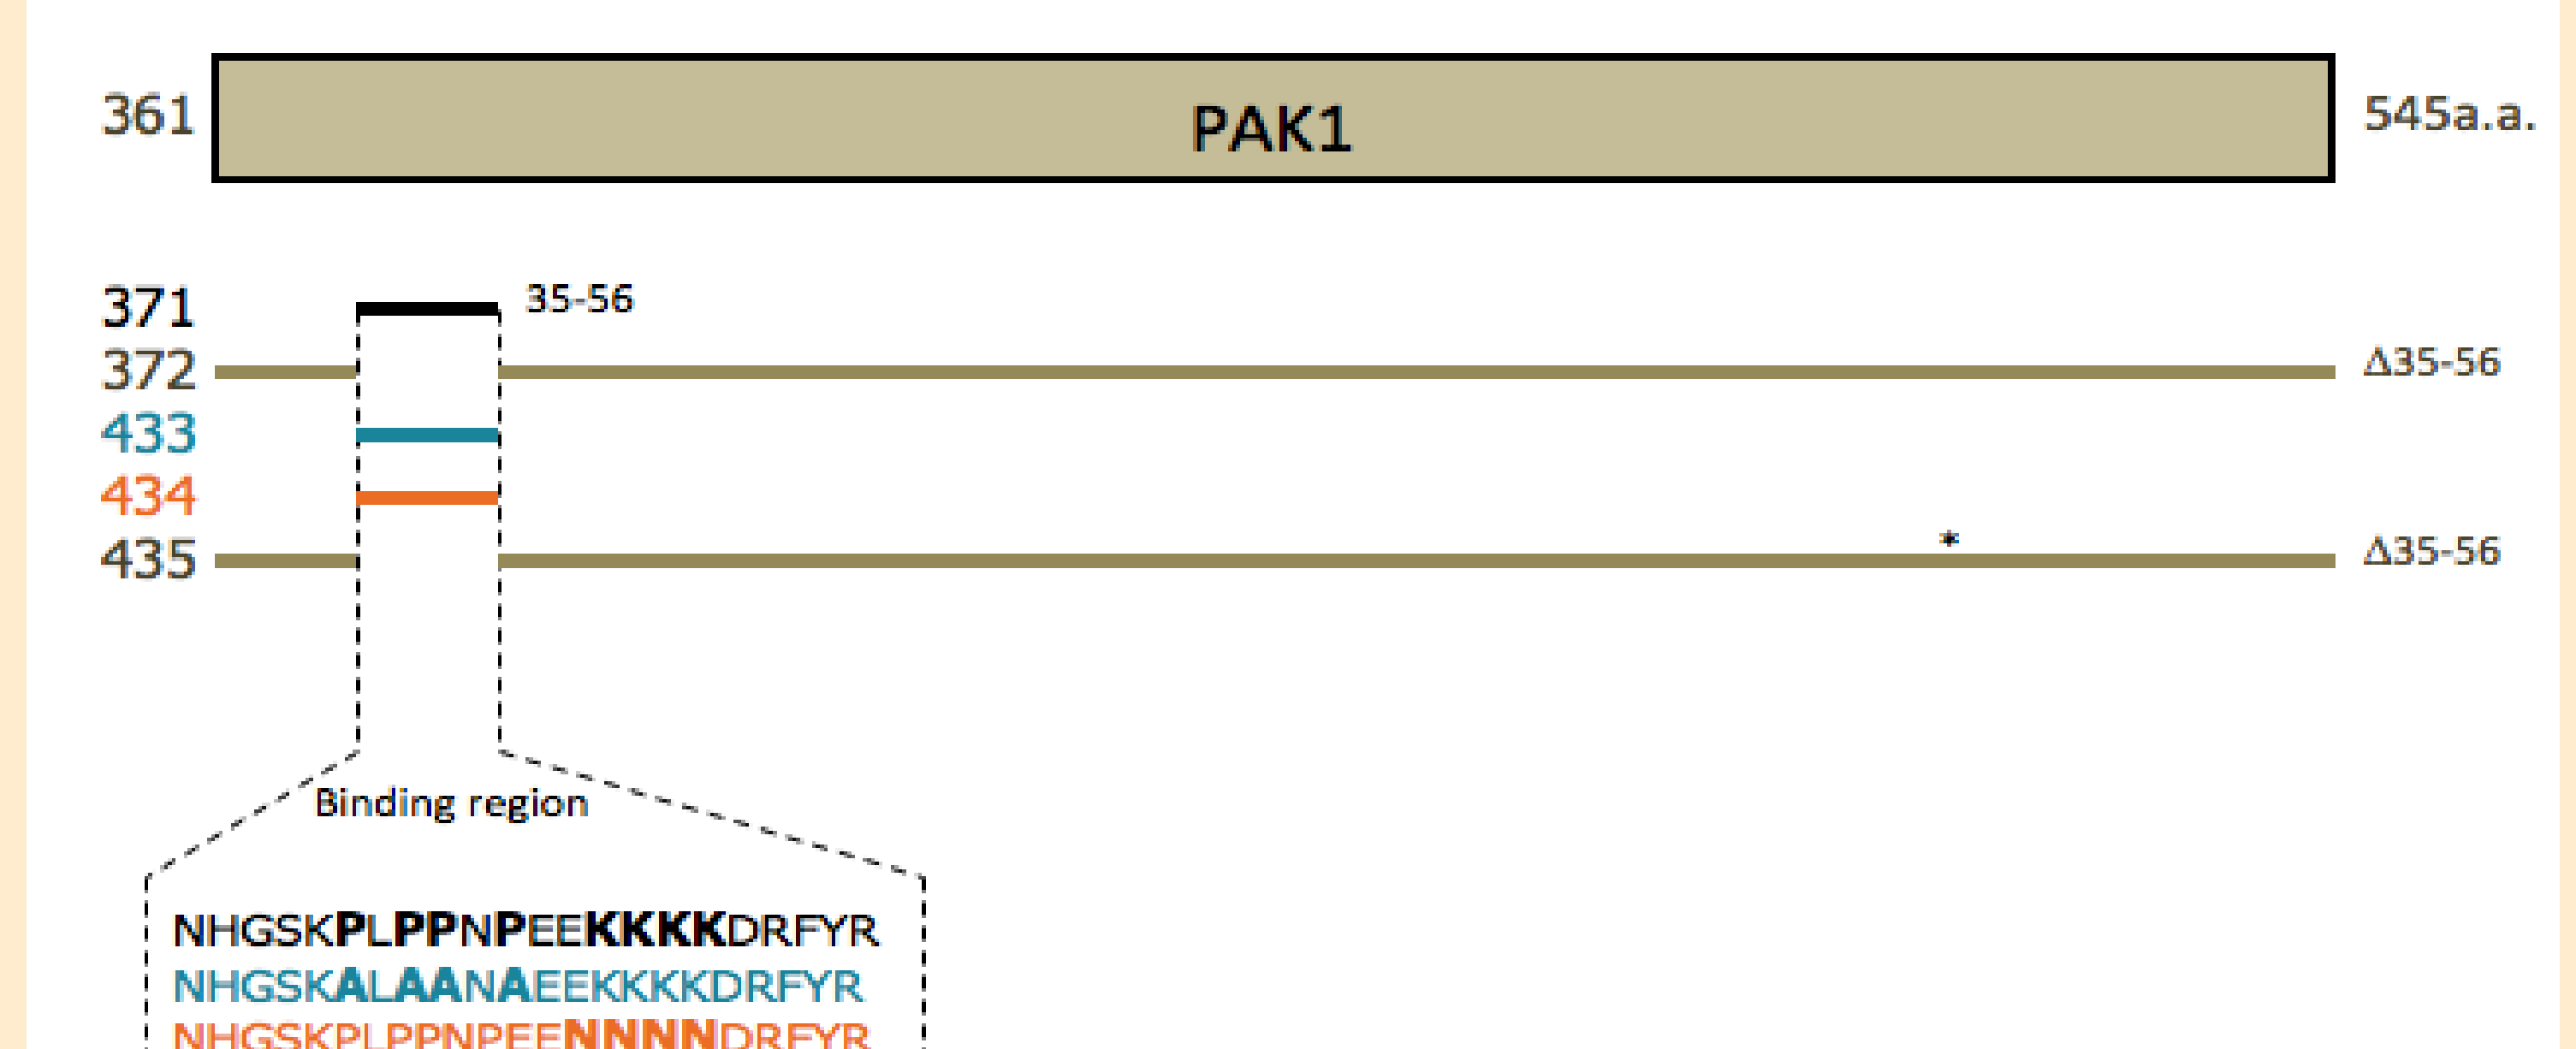 361 PAK1 545a.a.
371 35-56
372 Δ35-56
433
434
*
435 Δ35-56
Binding region
NHGSKPLPPNPEEKKKKDRFYR
NHGSKALAANAEEKKKKDRFYR
NHGSKPLPPNPEENNNNDRFYR